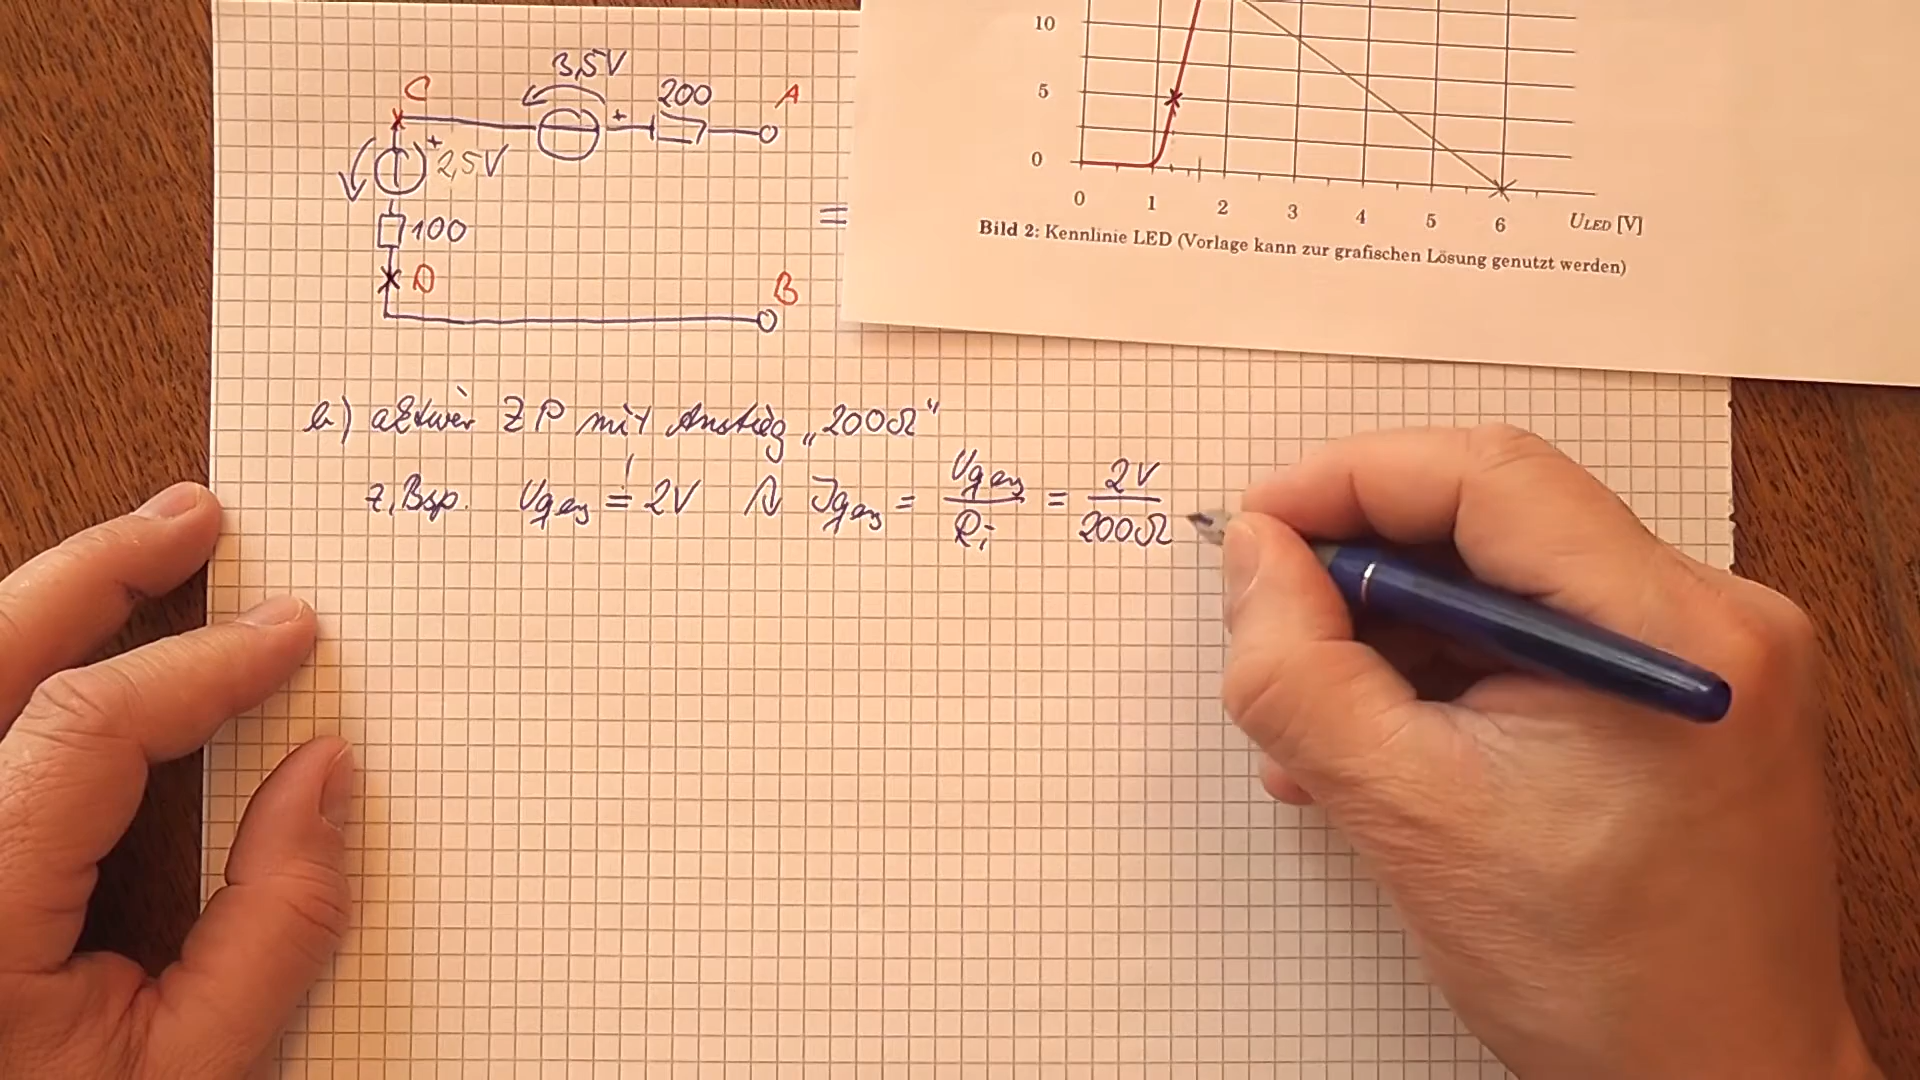 3,5V
C
+
200
A
+
2,5V
100
D
B
=
10
5
0
0 1 2 3 4 5 6 U_LED [V]
Bild 2: Kennlinie LED (Vorlage kann zur grafischen Lösung genutzt werden)
b) aktiver ZP mit Anstieg „200Ω"
z. Bsp. Uges = 2V Iges = Uges/Ri = 2V/200Ω